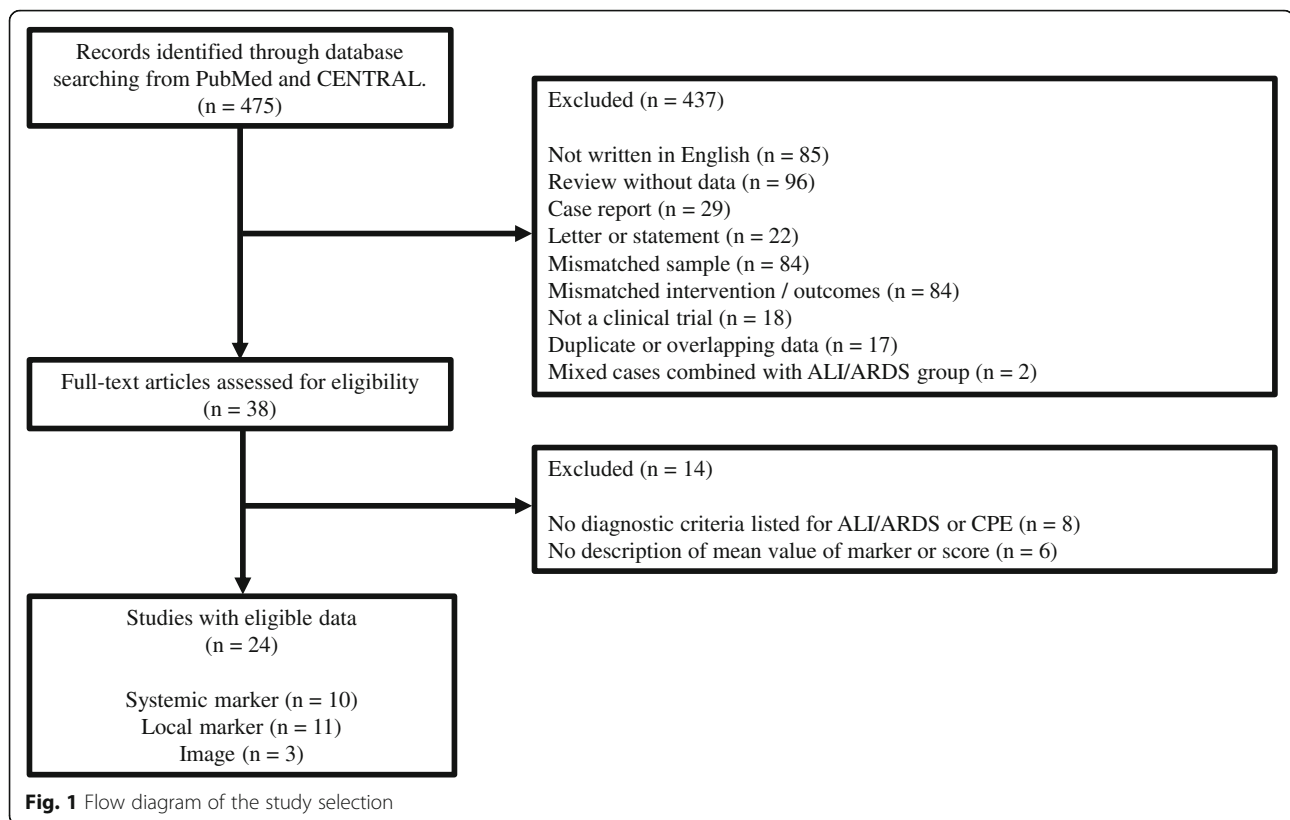 Records identified through database
searching from PubMed and CENTRAL.
(n = 475)
Excluded (n = 437)
Not written in English (n = 85)
Review without data (n = 96)
Case report (n = 29)
Letter or statement (n = 22)
Mismatched sample (n = 84)
Mismatched intervention / outcomes (n = 84)
Not a clinical trial (n = 18)
Duplicate or overlapping data (n = 17)
Mixed cases combined with ALI/ARDS group (n = 2)
Full-text articles assessed for eligibility
(n = 38)
Excluded (n = 14)
No diagnostic criteria listed for ALI/ARDS or CPE (n = 8)
No description of mean value of marker or score (n = 6)
Studies with eligible data
(n = 24)
Systemic marker (n = 10)
Local marker (n = 11)
Image (n = 3)
Fig. 1 Flow diagram of the study selection